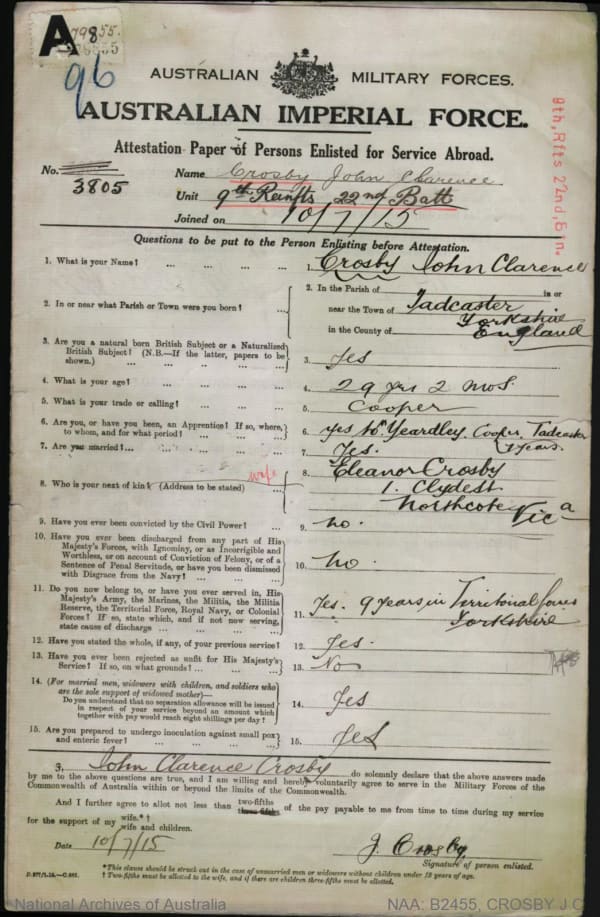 A
79855.
78855
96
AUSTRALIAN MILITARY FORCES.
AUSTRALIAN IMPERIAL FORCE.
Attestation Paper of Persons Enlisted for Service Abroad.
No. 3805
Name Crosby John Clarence
Unit 9th Reinfts 22nd Batt
Joined on 10/7/15
9th, Rfts 22nd, Bn.
Questions to be put to the Person Enlisting before Attestation.
1. What is your Name? ... ... ... 1. Crosby John Clarence
2. In or near what Parish or Town were you born? ... 2. In the Parish of in or
near the Town of Tadcaster
in the County of Yorkshire
England
3. Are you a natural born British Subject or a Naturalized
British Subject? (N.B.—If the latter, papers to be
shown.) 3. Yes
4. What is your age? 4. 29 yrs 2 mos.
5. What is your trade or calling? 5. Cooper
6. Are you, or have you been, an Apprentice? If so, where,
to whom, and for what period? 6. yes W. Yeardley, Cooper, Tadcaster
7 years.
7. Are you married? 7. Yes.
wife
8. Who is your next of kin? (Address to be stated) 8. Eleanor Crosby
1. Clyde St.
Northcote Vica
9. Have you ever been convicted by the Civil Power? 9. no.
10. Have you ever been discharged from any part of His
Majesty's Forces, with Ignominy, or as Incorrigible and
Worthless, or on account of Conviction of Felony, or of a
Sentence of Penal Servitude, or have you been dismissed
with Disgrace from the Navy? 10. no.
11. Do you now belong to, or have you ever served in, His
Majesty's Army, the Marines, the Militia, the Militia
Reserve, the Territorial Force, Royal Navy, or Colonial
Forces? If so, state which, and if not now serving,
state cause of discharge 11. Yes. 9 years in Territional forces
Yorkshire
12. Have you stated the whole, if any, of your previous service? 12. Yes.
13. Have you ever been rejected as unfit for His Majesty's
Service? If so, on what grounds? 13. No
14. (For married men, widowers with children, and soldiers who
are the sole support of widowed mother)—
Do you understand that no separation allowance will be issued
in respect of your service beyond an amount which
together with pay would reach eight shillings per day? 14. Yes
15. Are you prepared to undergo inoculation against small pox
and enteric fever? 15. Yes
I, John Clarence Crosby do solemnly declare that the above answers made
by me to the above questions are true, and I am willing and hereby voluntarily agree to serve in the Military Forces of the
Commonwealth of Australia within or beyond the limits of the Commonwealth.
And I further agree to allot not less than two-fifths
three-fifths of the pay payable to me from time to time during my service
for the support of my wife.*†
wife and children.
Date 10/7/15
J. Crosby
Signature of person enlisted.
*This clause should be struck out in the case of unmarried men or widowers without children under 18 years of age.
† Two-fifths must be allotted to the wife, and if there are children three-fifths must be allotted.
National Archives of Australia
NAA: B2455, CROSBY J C